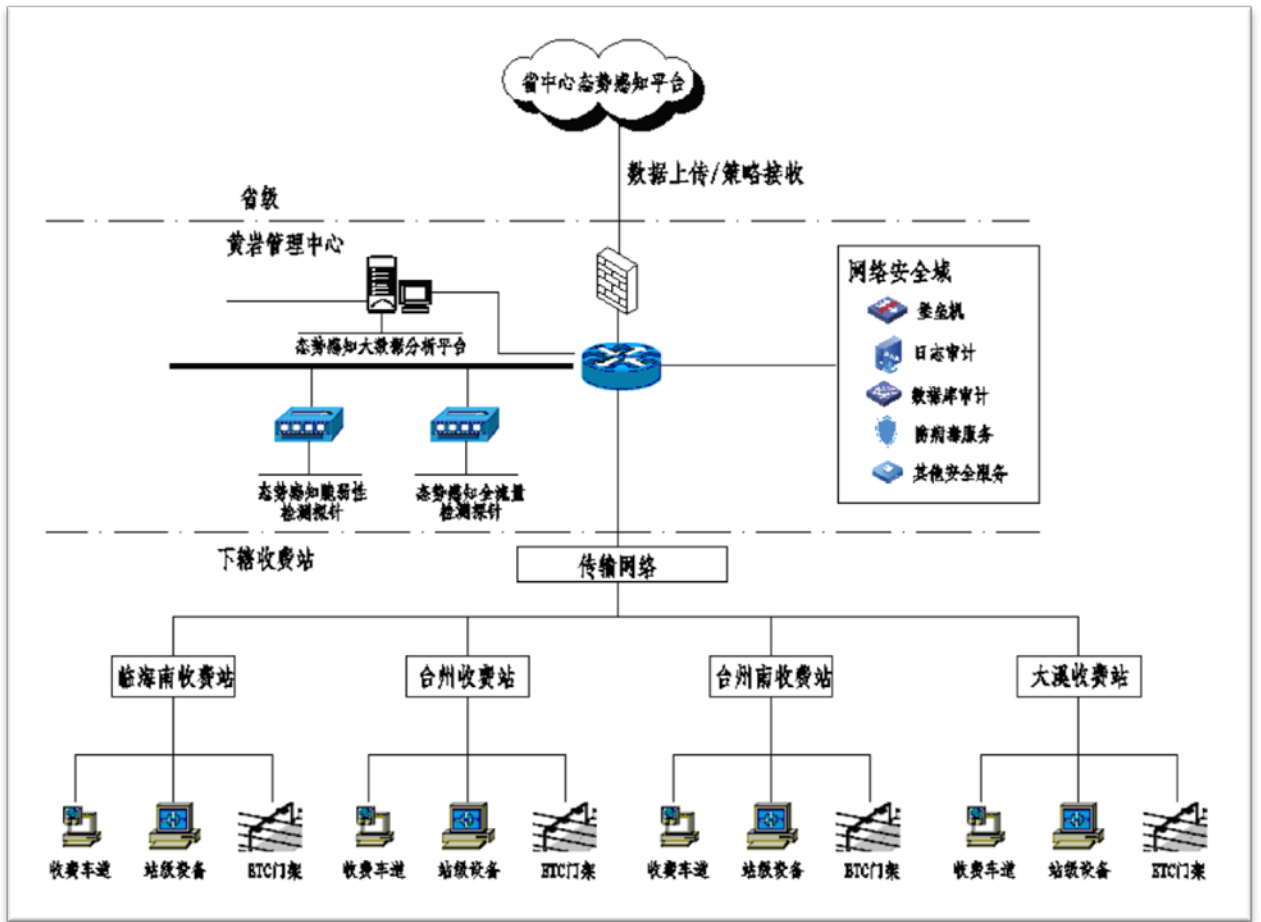 省中心态势感知平台
数据上传/策略接收
省级
黄岩管理中心
态势感知大数据分析平台
网络安全域
堡垒机
日志审计
数据库审计
防病毒服务
其他安全服务
态势感知脆弱性
检测探针
态势感知全流量
检测探针
下辖收费站
传输网络
临海南收费站
台州收费站
台州南收费站
大溪收费站
收费车道
站级设备
ETC门架
收费车道
站级设备
ETC门架
收费车道
站级设备
ETC门架
收费车道
站级设备
ETC门架